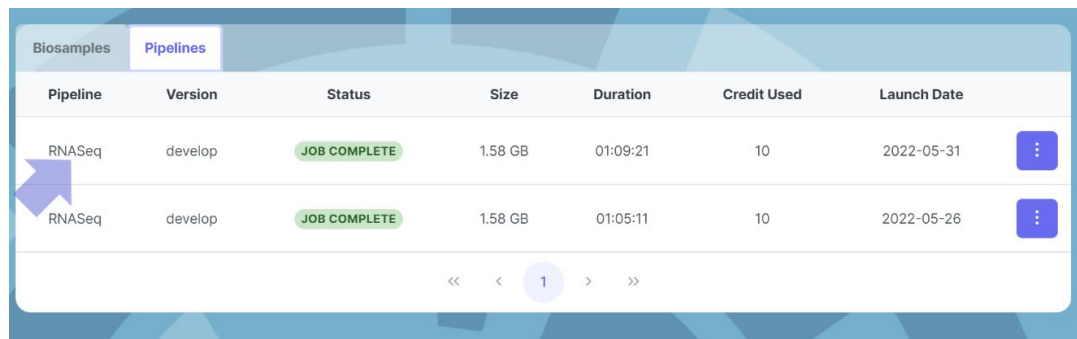 Biosamples Pipelines
Pipeline Version Status Size Duration Credit Used Launch Date
RNASeq develop JOB COMPLETE 1.58 GB 01:09:21 10 2022-05-31
RNASeq develop JOB COMPLETE 1.58 GB 01:05:11 10 2022-05-26
<< < 1 > >>